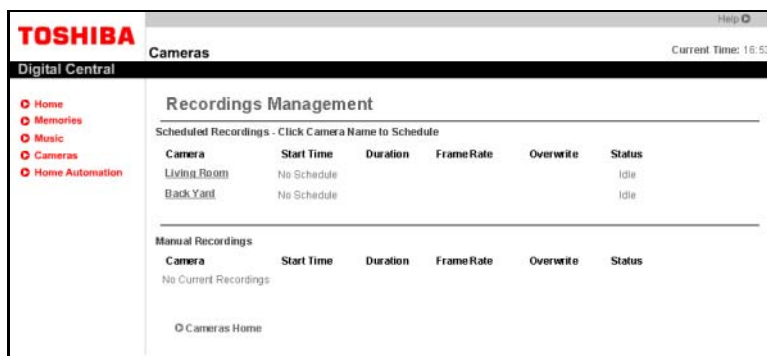 Help
TOSHIBA
Cameras
Current Time: 16:53
Digital Central
Home
Memories
Music
Cameras
Home Automation
Recordings Management
Scheduled Recordings - Click Camera Name to Schedule
Camera Start Time Duration Frame Rate Overwrite Status
Living Room No Schedule Idle
Back Yard No Schedule Idle
Manual Recordings
Camera Start Time Duration Frame Rate Overwrite Status
No Current Recordings
Cameras Home